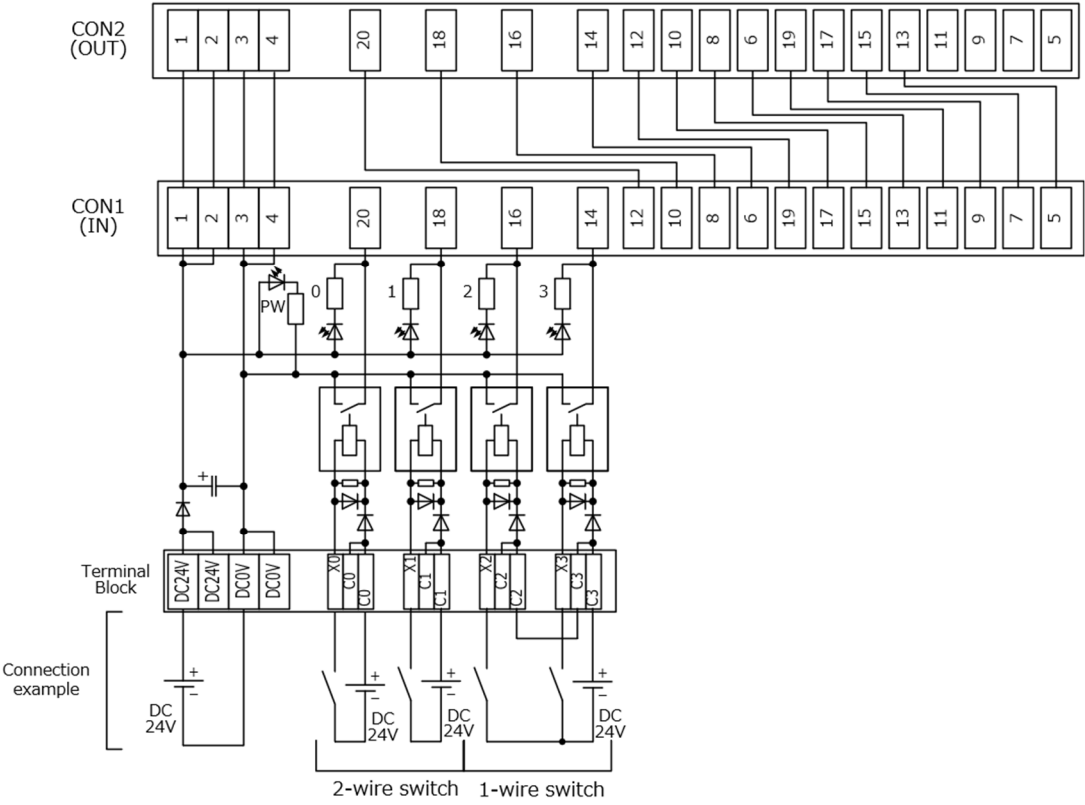 CON2
(OUT)
1 2 3 4 20 18 16 14 12 10 8 6 19 17 15 13 11 9 7 5
CON1
(IN)
1 2 3 4 20 18 16 14 12 10 8 6 19 17 15 13 11 9 7 5
PW 0 1 2 3
+
Terminal
Block
DC24V DC24V DC0V DC0V X0 C0 C0 X1 C1 C1 X2 C2 C2 X3 C3 C3
Connection
example
+ + + +
− − − −
DC
24V
DC
24V
DC
24V
DC
24V
2-wire switch 1-wire switch